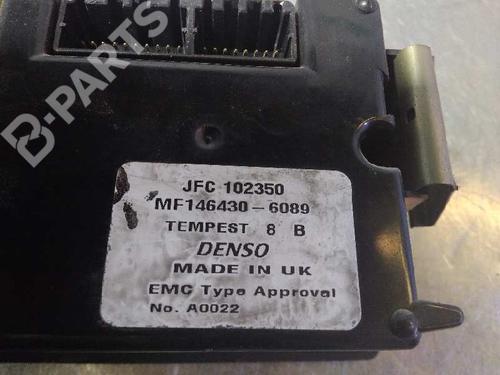 B-PARTS
JFC 102350
MF146430-6089
TEMPEST 8 B
DENSO
MADE IN UK
EMC Type Approval
No. A0022